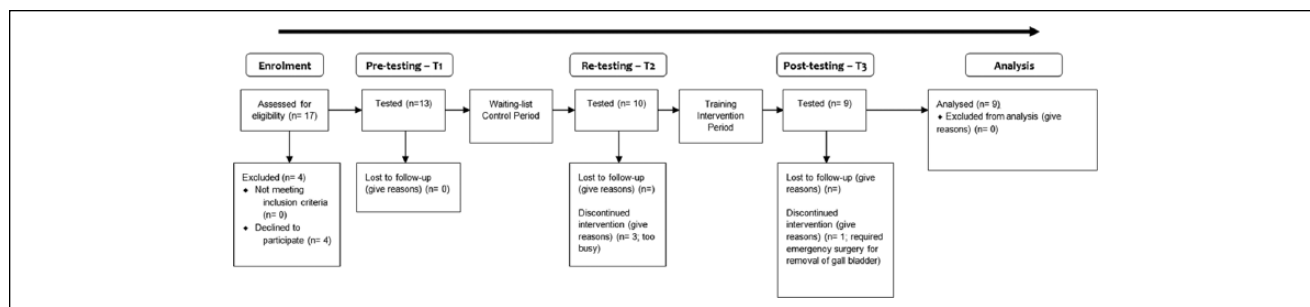 Enrolment
Pre-testing – T1
Re-testing – T2
Post-testing – T3
Analysis
Assessed for
eligibility (n= 17)
Tested (n=13)
Waiting-list
Control Period
Tested (n= 10)
Training
Intervention
Period
Tested (n= 9)
Analysed (n= 9)
♦ Excluded from analysis (give
reasons) (n= 0)
Excluded (n= 4)
♦ Not meeting
inclusion criteria
(n= 0)
♦ Declined to
participate (n= 4)
Lost to follow-up
(give reasons) (n= 0)
Lost to follow-up
(give reasons) (n=)
Discontinued
intervention (give
reasons) (n= 3; too
busy)
Lost to follow-up (give
reasons) (n=)
Discontinued
intervention (give
reasons) (n= 1; required
emergency surgery for
removal of gall bladder)